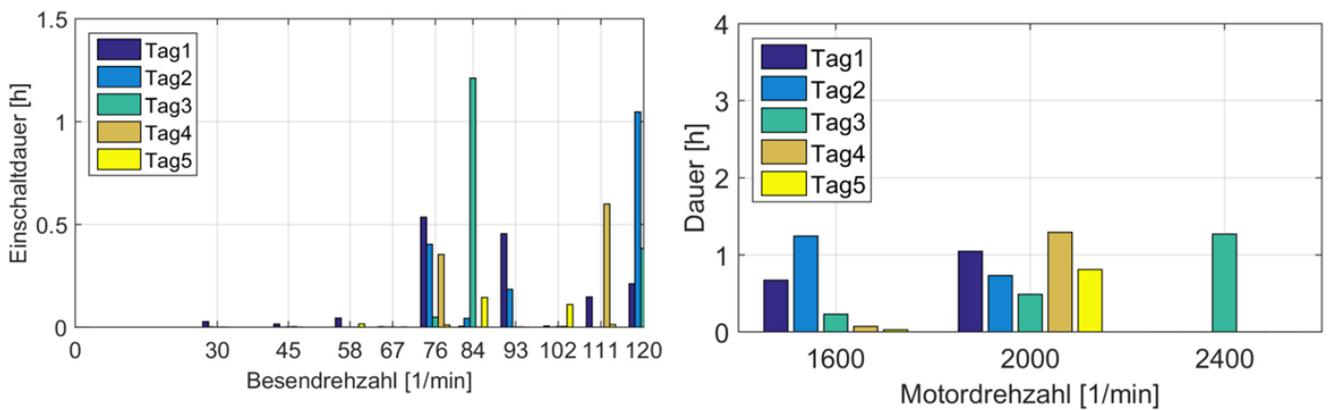 1.5
1
0.5
0
Einschaltdauer [h]
Tag1
Tag2
Tag3
Tag4
Tag5
0 30 45 58 67 76 84 93 102 111 120
Besendrehzahl [1/min]
4
3
2
1
0
Dauer [h]
Tag1
Tag2
Tag3
Tag4
Tag5
1600 2000 2400
Motordrehzahl [1/min]